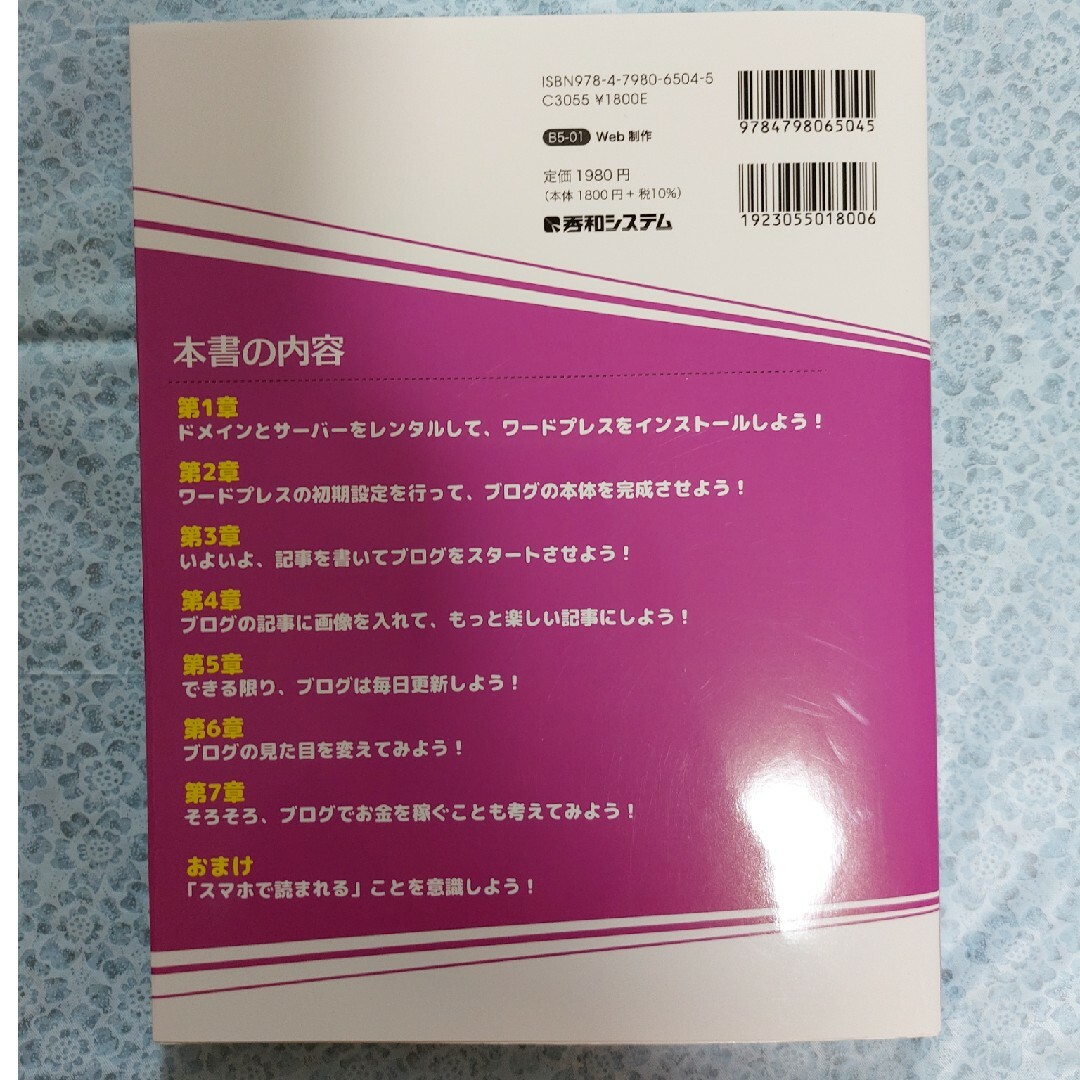 ISBN978-4-7980-6504-5
C3055 ¥1800E
9784798065045
B5-01 Web制作
定価1980円
(本体1800円+税10%)
1923055018006
秀和システム
本書の内容
第1章
ドメインとサーバーをレンタルして、ワードプレスをインストールしよう!
第2章
ワードプレスの初期設定を行って、ブログの本体を完成させよう!
第3章
いよいよ、記事を書いてブログをスタートさせよう!
第4章
ブログの記事に画像を入れて、もっと楽しい記事にしよう!
第5章
できる限り、ブログは毎日更新しよう!
第6章
ブログの見た目を変えてみよう!
第7章
そろそろ、ブログでお金を稼ぐことも考えてみよう!
おまけ
「スマホで読まれる」ことを意識しよう!